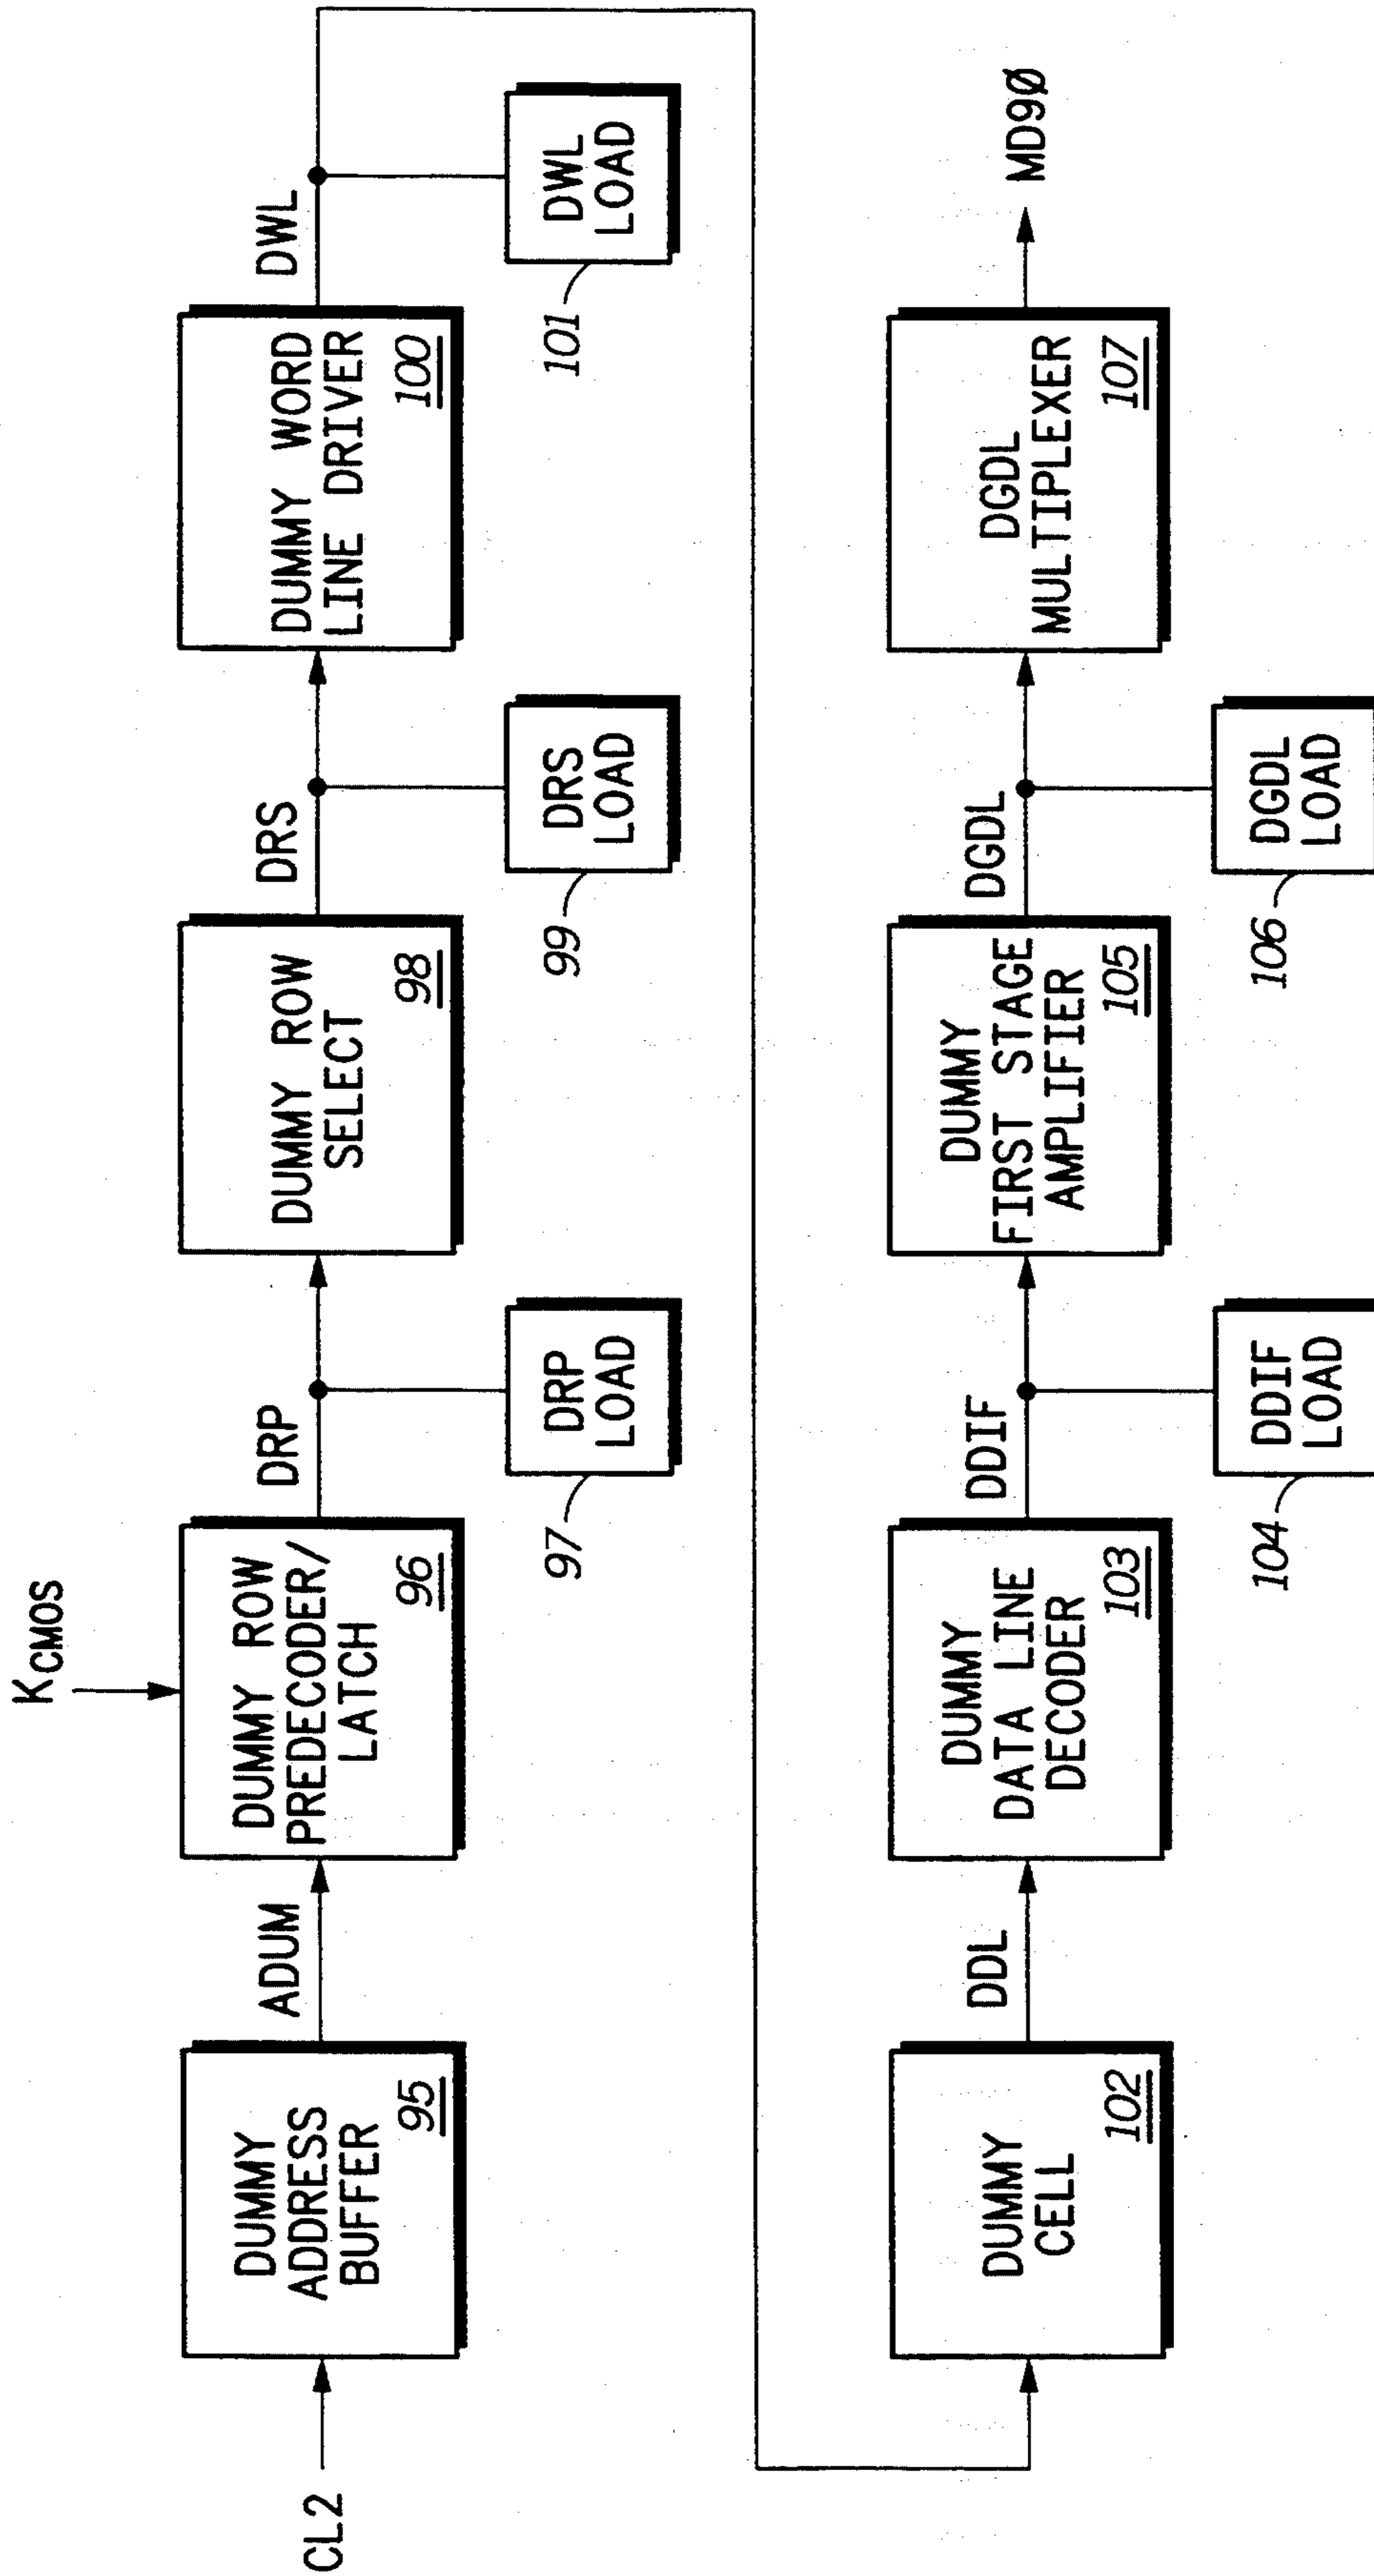 CL2
DUMMY
ADDRESS
BUFFER
95
ADUM
KCMOS
DUMMY ROW
PREDECODER/
LATCH
96
DRP
DRP
LOAD
97
DUMMY ROW
SELECT
98
DRS
DRS
LOAD
99
DUMMY WORD
LINE DRIVER
100
DWL
DWL
LOAD
101
DUMMY
CELL
102
DDL
DUMMY
DATA LINE
DECODER
103
DDIF
DDIF
LOAD
104
DUMMY
FIRST STAGE
AMPLIFIER
105
DGDL
DGDL
LOAD
106
DGDL
MULTIPLEXER
107
MD90